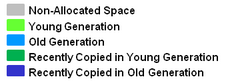 Non-Allocated Space
Young Generation
Old Generation
Recently Copied in Young Generation
Recently Copied in Old Generation